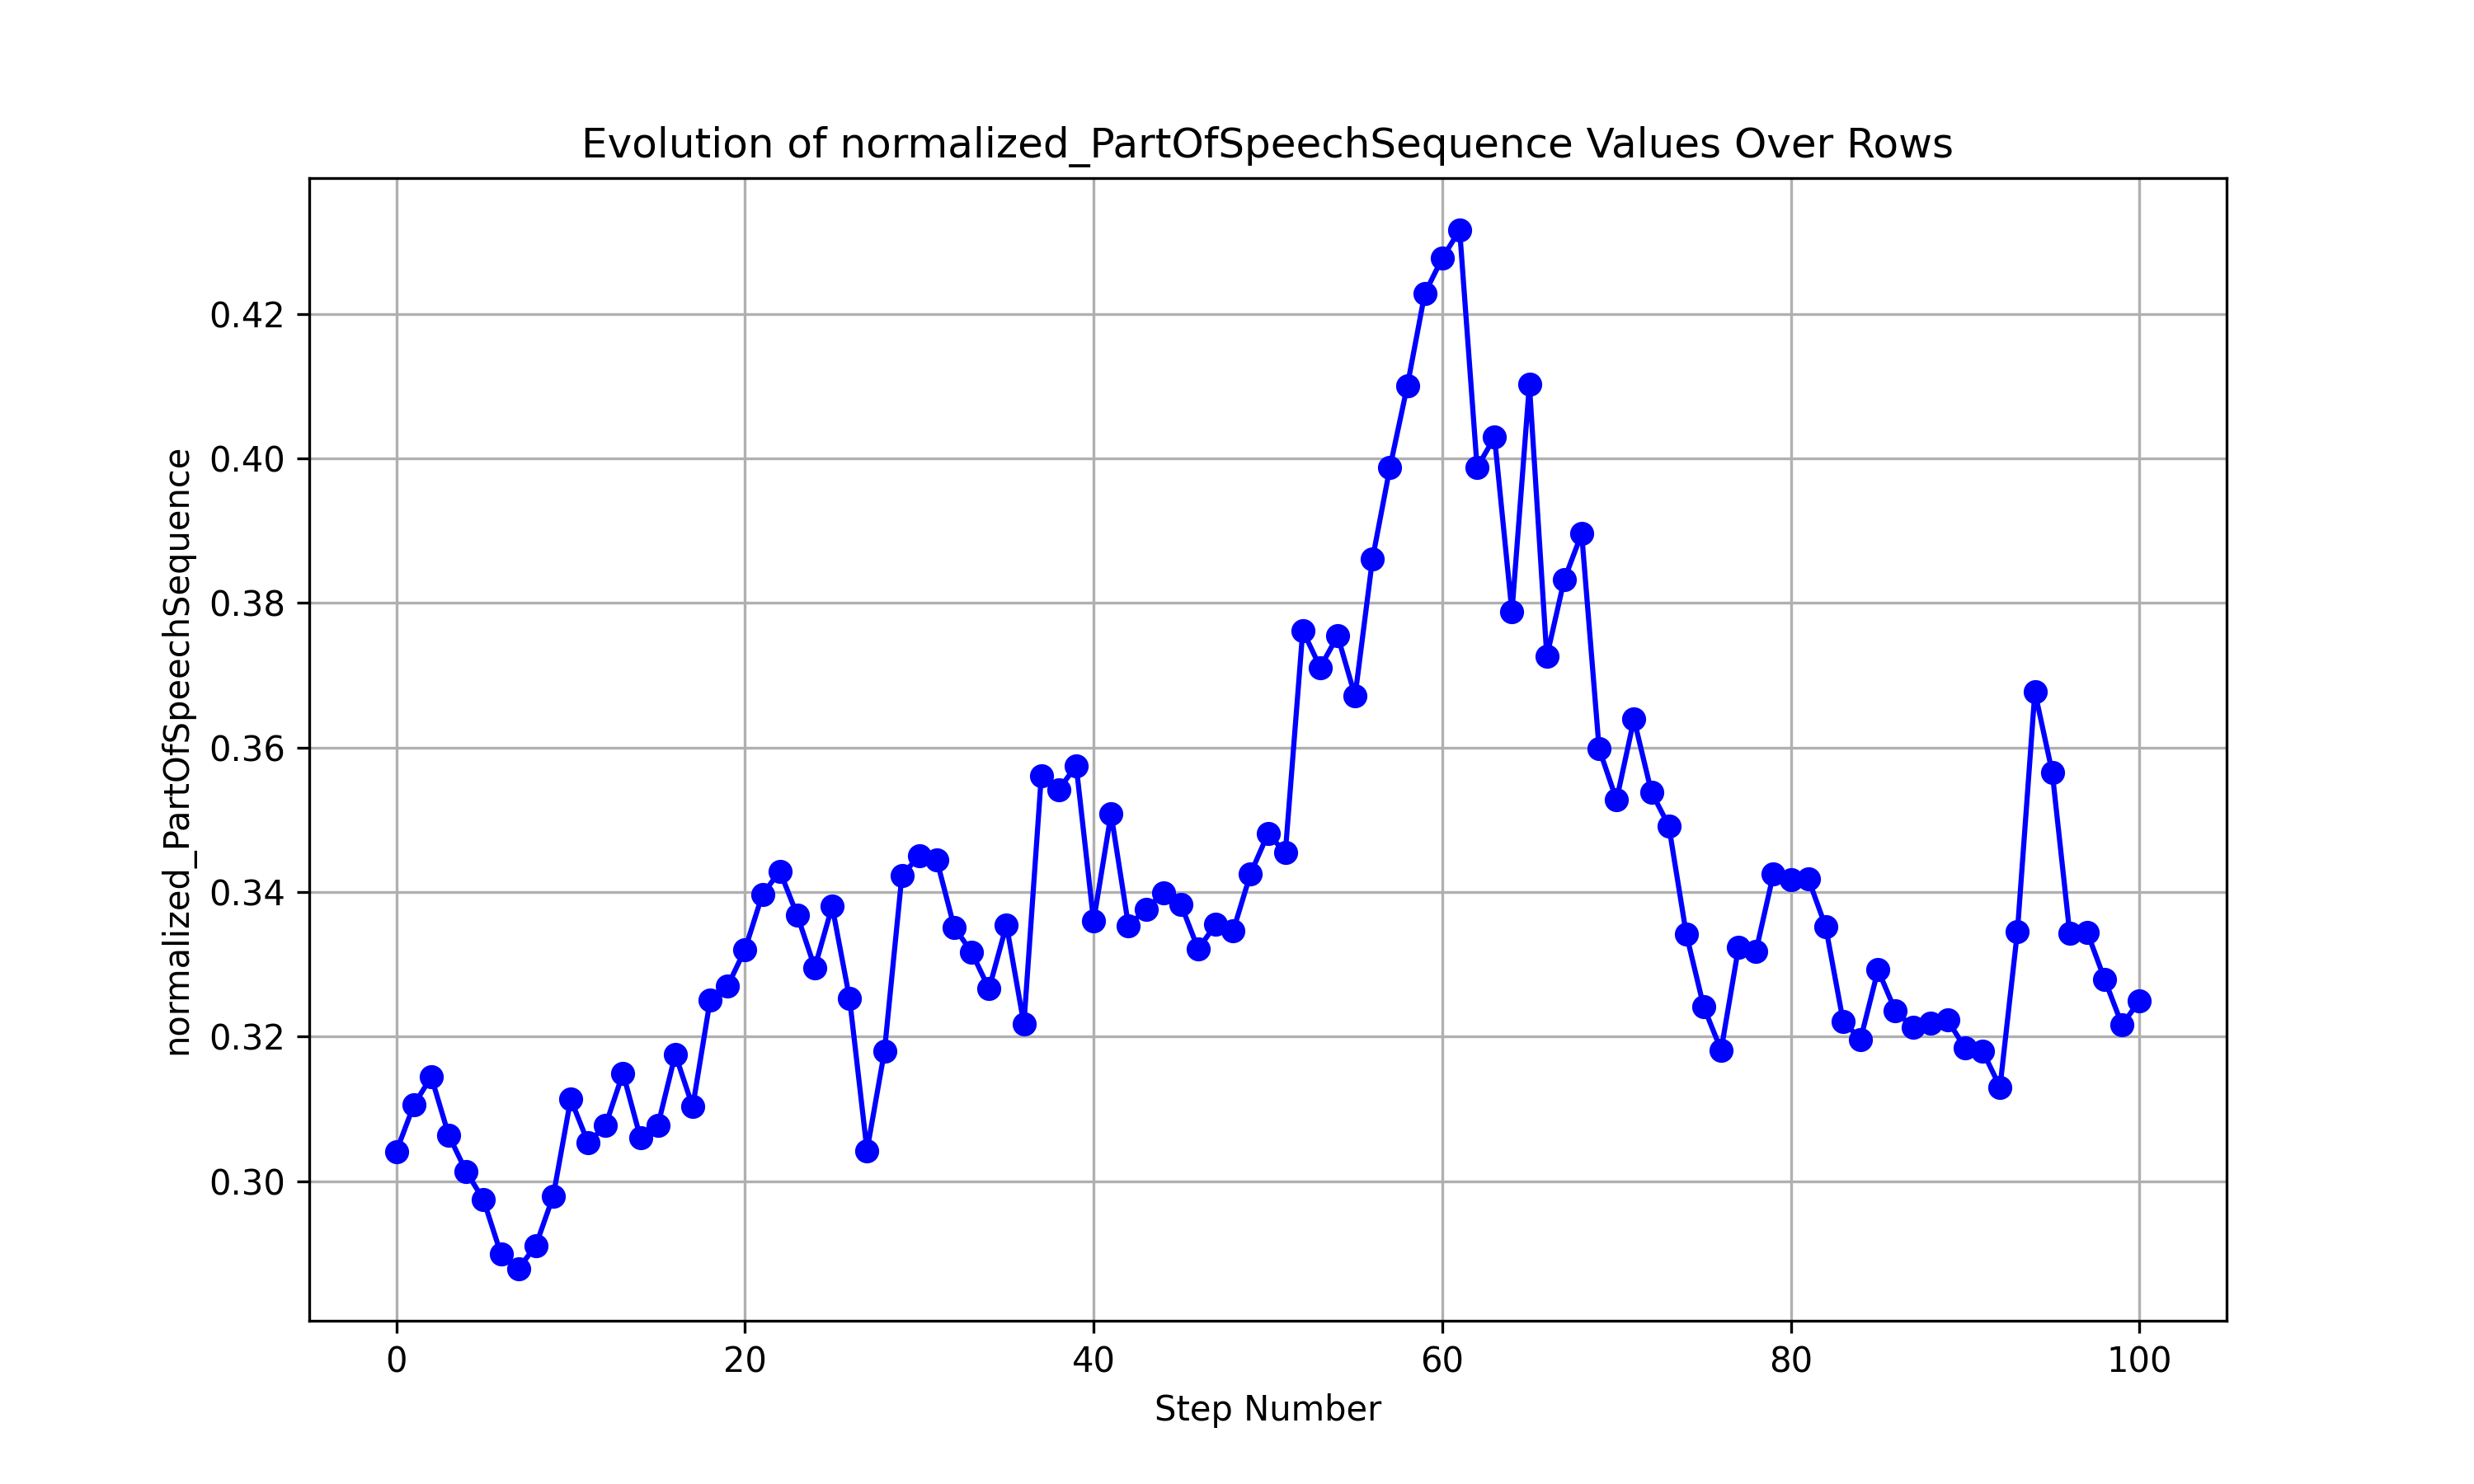 Evolution of normalized_PartOfSpeechSequence Values Over Rows
normalized_PartOfSpeechSequence
0.42
0.40
0.38
0.36
0.34
0.32
0.30
0 20 40 60 80 100
Step Number